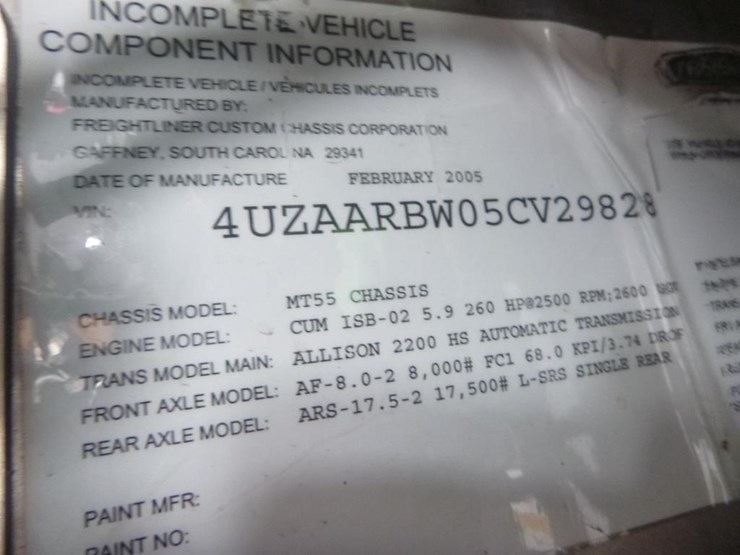 INCOMPLETE VEHICLE
COMPONENT INFORMATION
INCOMPLETE VEHICLE / VEHICULES INCOMPLETS
MANUFACTURED BY:
FREIGHTLINER CUSTOM CHASSIS CORPORATION
GAFFNEY, SOUTH CAROLINA 29341
DATE OF MANUFACTURE FEBRUARY 2005
VIN: 4UZAARBW05CV29828
CHASSIS MODEL: MT55 CHASSIS
ENGINE MODEL: CUM ISB-02 5.9 260 HP@2500 RPM;2600
TRANS MODEL MAIN: ALLISON 2200 HS AUTOMATIC TRANSMISSION
FRONT AXLE MODEL: AF-8.0-2 8,000# FC1 68.0 KPI/3.74 DROP
REAR AXLE MODEL: ARS-17.5-2 17,500# L-SRS SINGLE REAR
PAINT MFR:
PAINT NO: